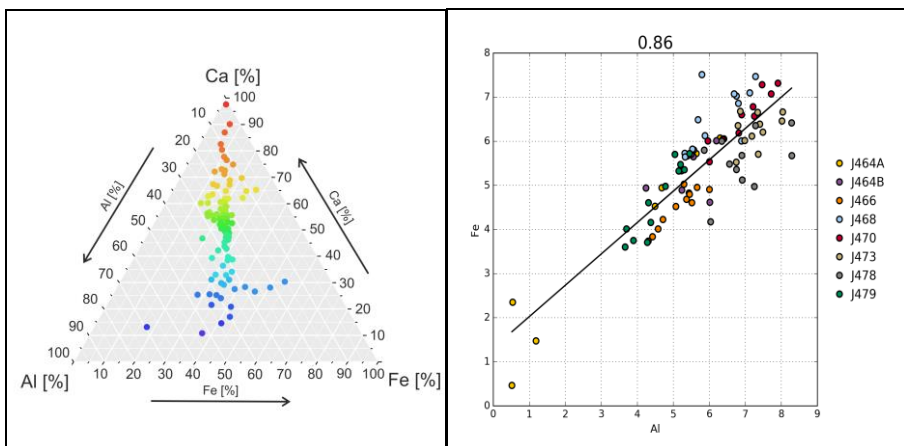 Ca [%]
100
10 90
20 80
30 70
40 60
50 50
60 40
70 30
80 20
90 10
100
Al [%]
Ca [%]
Al [%]
Fe [%]
10 20 30 40 50 60 70 80 90 100
Fe [%]
0.86
8
7
6
5
4
3
2
1
0
Fe
0 1 2 3 4 5 6 7 8 9
Al
J464A
J464B
J466
J468
J470
J473
J478
J479